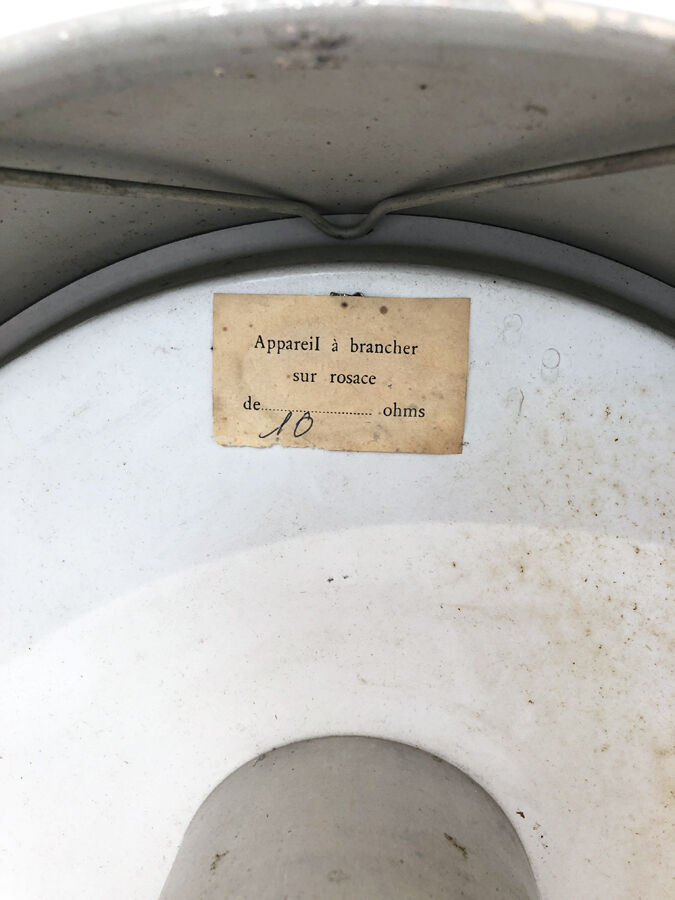 Appareil à brancher
sur rosace
de........................ ohms
10